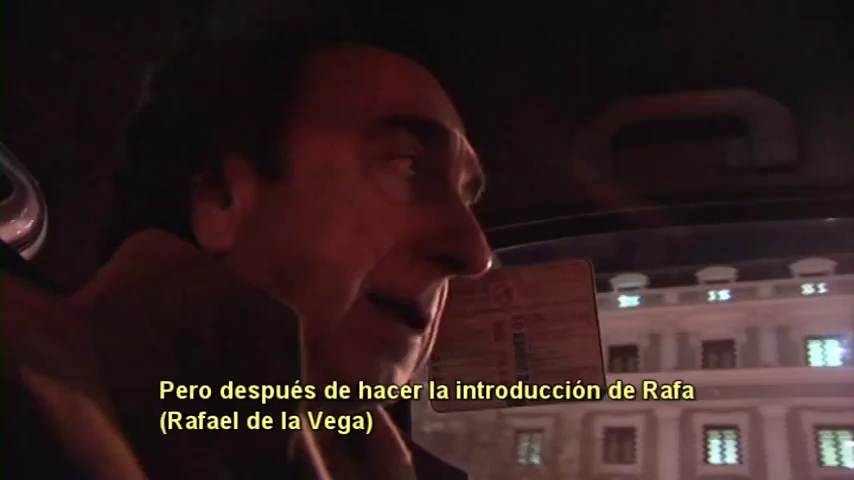 Pero después de hacer la introducción de Rafa
(Rafael de la Vega)